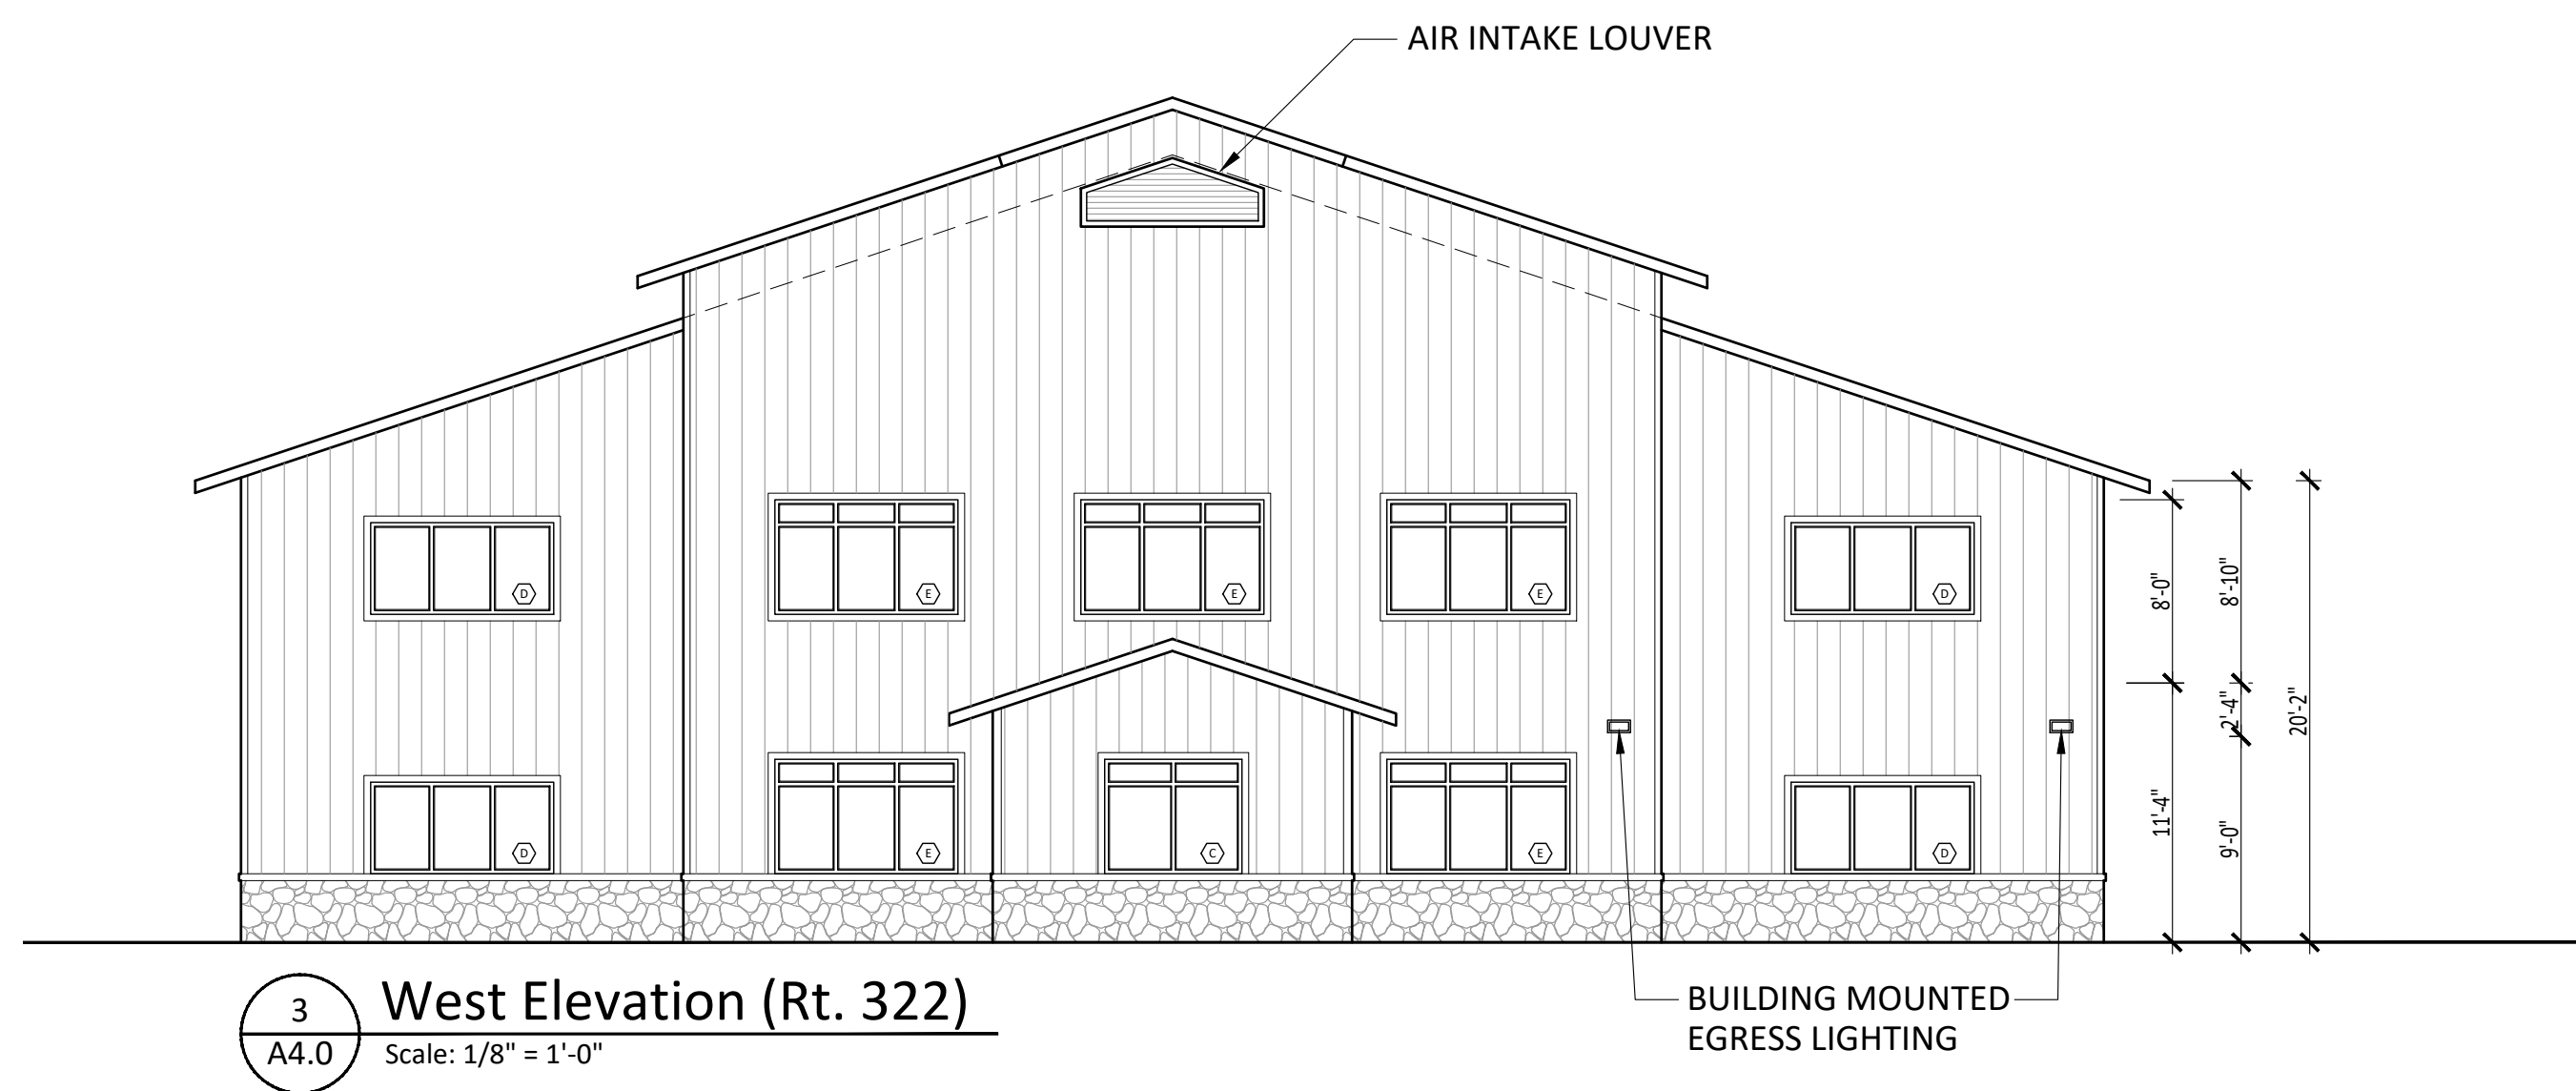 AIR INTAKE LOUVER
D
E
E
E
D
8'-0"
8'-10"
2'-4"
20'-2"
D
E
C
E
D
11'-4"
9'-0"
3
A4.0
West Elevation (Rt. 322)
Scale: 1/8" = 1'-0"
BUILDING MOUNTED
EGRESS LIGHTING